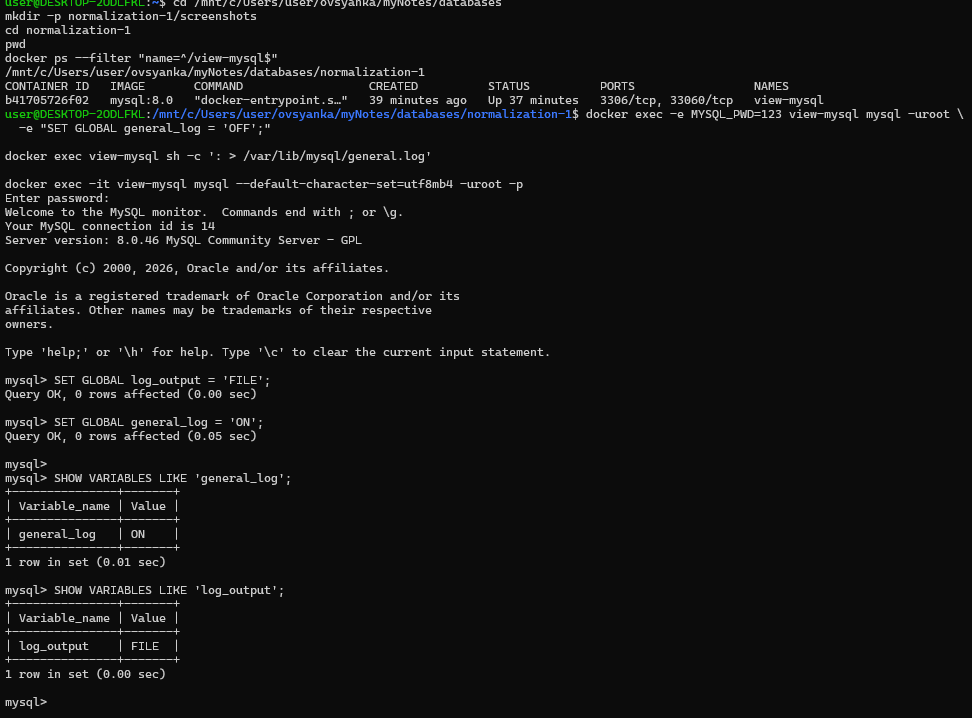 user@DESKTOP-2ODLFKL:~$ cd /mnt/c/Users/user/ovsyanka/myNotes/databases
mkdir -p normalization-1/screenshots
cd normalization-1
pwd
docker ps --filter "name=^/view-mysql$"
/mnt/c/Users/user/ovsyanka/myNotes/databases/normalization-1
CONTAINER ID   IMAGE       COMMAND                  CREATED          STATUS          PORTS                 NAMES
b41705726f02   mysql:8.0   "docker-entrypoint.s…"   39 minutes ago   Up 37 minutes   3306/tcp, 33060/tcp   view-mysql
user@DESKTOP-2ODLFKL:/mnt/c/Users/user/ovsyanka/myNotes/databases/normalization-1$ docker exec -e MYSQL_PWD=123 view-mysql mysql -uroot \
  -e "SET GLOBAL general_log = 'OFF';"

docker exec view-mysql sh -c ': > /var/lib/mysql/general.log'

docker exec -it view-mysql mysql --default-character-set=utf8mb4 -uroot -p
Enter password:
Welcome to the MySQL monitor.  Commands end with ; or \g.
Your MySQL connection id is 14
Server version: 8.0.46 MySQL Community Server - GPL

Copyright (c) 2000, 2026, Oracle and/or its affiliates.

Oracle is a registered trademark of Oracle Corporation and/or its
affiliates. Other names may be trademarks of their respective
owners.

Type 'help;' or '\h' for help. Type '\c' to clear the current input statement.

mysql> SET GLOBAL log_output = 'FILE';
Query OK, 0 rows affected (0.00 sec)

mysql> SET GLOBAL general_log = 'ON';
Query OK, 0 rows affected (0.05 sec)

mysql>
mysql> SHOW VARIABLES LIKE 'general_log';
+---------------+-------+
| Variable_name | Value |
+---------------+-------+
| general_log   | ON    |
+---------------+-------+
1 row in set (0.01 sec)

mysql> SHOW VARIABLES LIKE 'log_output';
+---------------+-------+
| Variable_name | Value |
+---------------+-------+
| log_output    | FILE  |
+---------------+-------+
1 row in set (0.00 sec)

mysql>